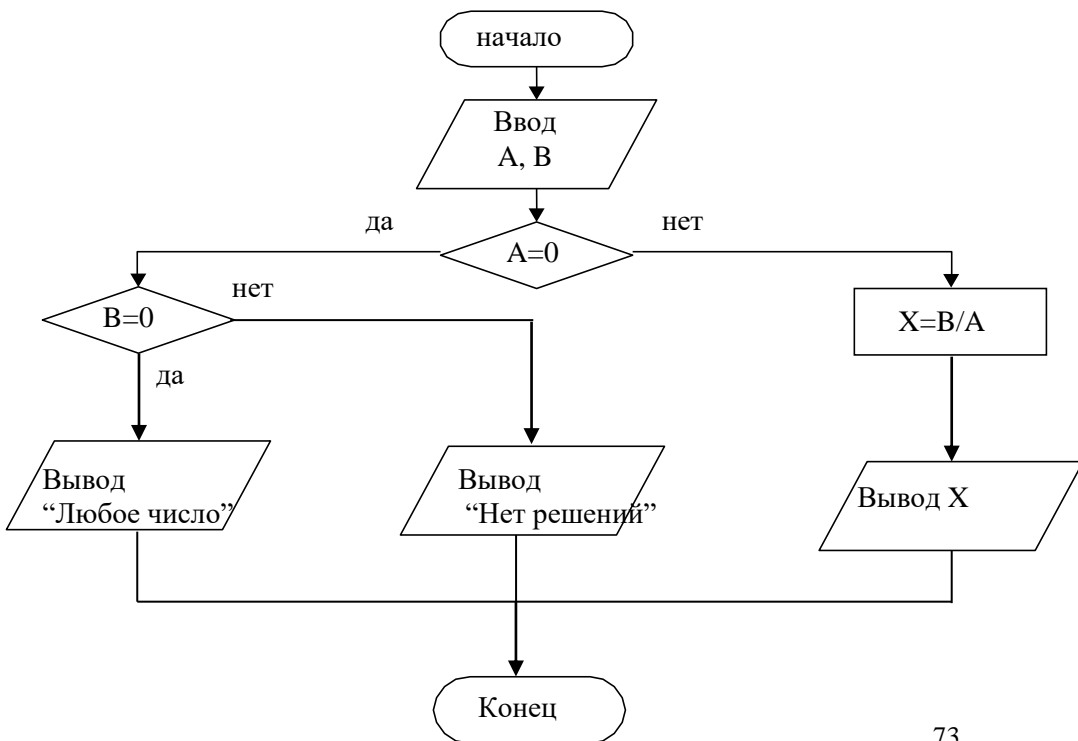 начало
Ввод
А, В
да
нет
А=0
нет
В=0
Х=В/А
да
Вывод
“Любое число”
Вывод
“Нет решений”
Вывод Х
Конец
73